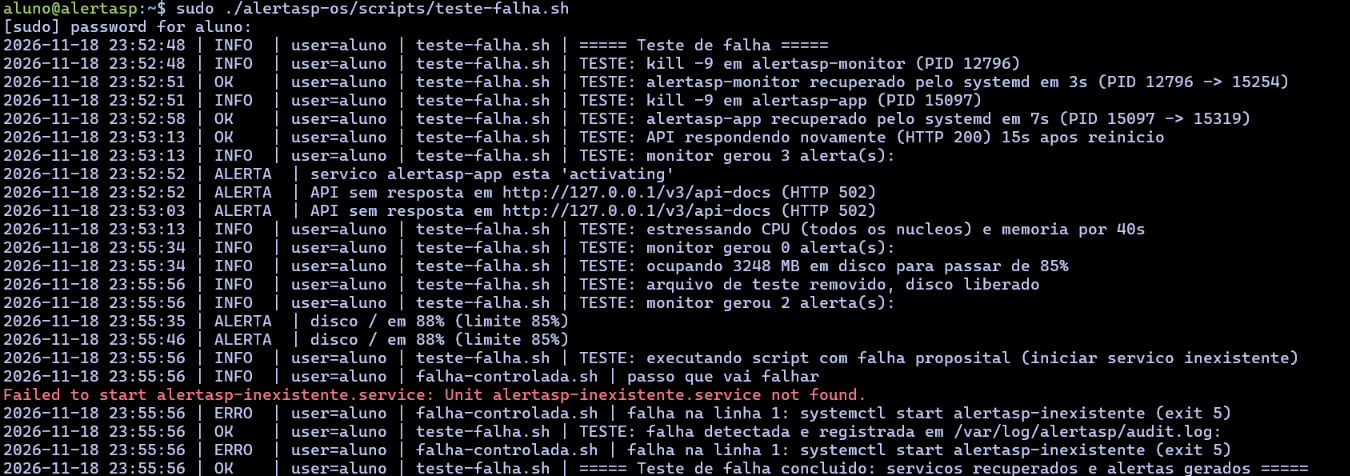 aluno@alertasp:~$ sudo ./alertasp-os/scripts/teste-falha.sh
[sudo] password for aluno:
2026-11-18 23:52:48 | INFO   | user=aluno | teste-falha.sh | ===== Teste de falha =====
2026-11-18 23:52:48 | INFO   | user=aluno | teste-falha.sh | TESTE: kill -9 em alertasp-monitor (PID 12796)
2026-11-18 23:52:51 | OK     | user=aluno | teste-falha.sh | TESTE: alertasp-monitor recuperado pelo systemd em 3s (PID 12796 -> 15254)
2026-11-18 23:52:51 | INFO   | user=aluno | teste-falha.sh | TESTE: kill -9 em alertasp-app (PID 15097)
2026-11-18 23:52:58 | OK     | user=aluno | teste-falha.sh | TESTE: alertasp-app recuperado pelo systemd em 7s (PID 15097 -> 15319)
2026-11-18 23:53:13 | OK     | user=aluno | teste-falha.sh | TESTE: API respondendo novamente (HTTP 200) 15s apos reinicio
2026-11-18 23:53:13 | INFO   | user=aluno | teste-falha.sh | TESTE: monitor gerou 3 alerta(s):
2026-11-18 23:52:52 | ALERTA  | servico alertasp-app esta 'activating'
2026-11-18 23:52:52 | ALERTA  | API sem resposta em http://127.0.0.1/v3/api-docs (HTTP 502)
2026-11-18 23:53:03 | ALERTA  | API sem resposta em http://127.0.0.1/v3/api-docs (HTTP 502)
2026-11-18 23:53:13 | INFO   | user=aluno | teste-falha.sh | TESTE: estressando CPU (todos os nucleos) e memoria por 40s
2026-11-18 23:55:34 | INFO   | user=aluno | teste-falha.sh | TESTE: monitor gerou 0 alerta(s):
2026-11-18 23:55:34 | INFO   | user=aluno | teste-falha.sh | TESTE: ocupando 3248 MB em disco para passar de 85%
2026-11-18 23:55:56 | INFO   | user=aluno | teste-falha.sh | TESTE: arquivo de teste removido, disco liberado
2026-11-18 23:55:56 | INFO   | user=aluno | teste-falha.sh | TESTE: monitor gerou 2 alerta(s):
2026-11-18 23:55:35 | ALERTA  | disco / em 88% (limite 85%)
2026-11-18 23:55:46 | ALERTA  | disco / em 88% (limite 85%)
2026-11-18 23:55:56 | INFO   | user=aluno | teste-falha.sh | TESTE: executando script com falha proposital (iniciar servico inexistente)
2026-11-18 23:55:56 | INFO   | user=aluno | falha-controlada.sh | passo que vai falhar
Failed to start alertasp-inexistente.service: Unit alertasp-inexistente.service not found.
2026-11-18 23:55:56 | ERRO   | user=aluno | falha-controlada.sh | falha na linha 1: systemctl start alertasp-inexistente (exit 5)
2026-11-18 23:55:56 | OK     | user=aluno | teste-falha.sh | TESTE: falha detectada e registrada em /var/log/alertasp/audit.log:
2026-11-18 23:55:56 | ERRO   | user=aluno | falha-controlada.sh | falha na linha 1: systemctl start alertasp-inexistente (exit 5)
2026-11-18 23:55:56 | OK     | user=aluno | teste-falha.sh | ===== Teste de falha concluido: servicos recuperados e alertas gerados =====